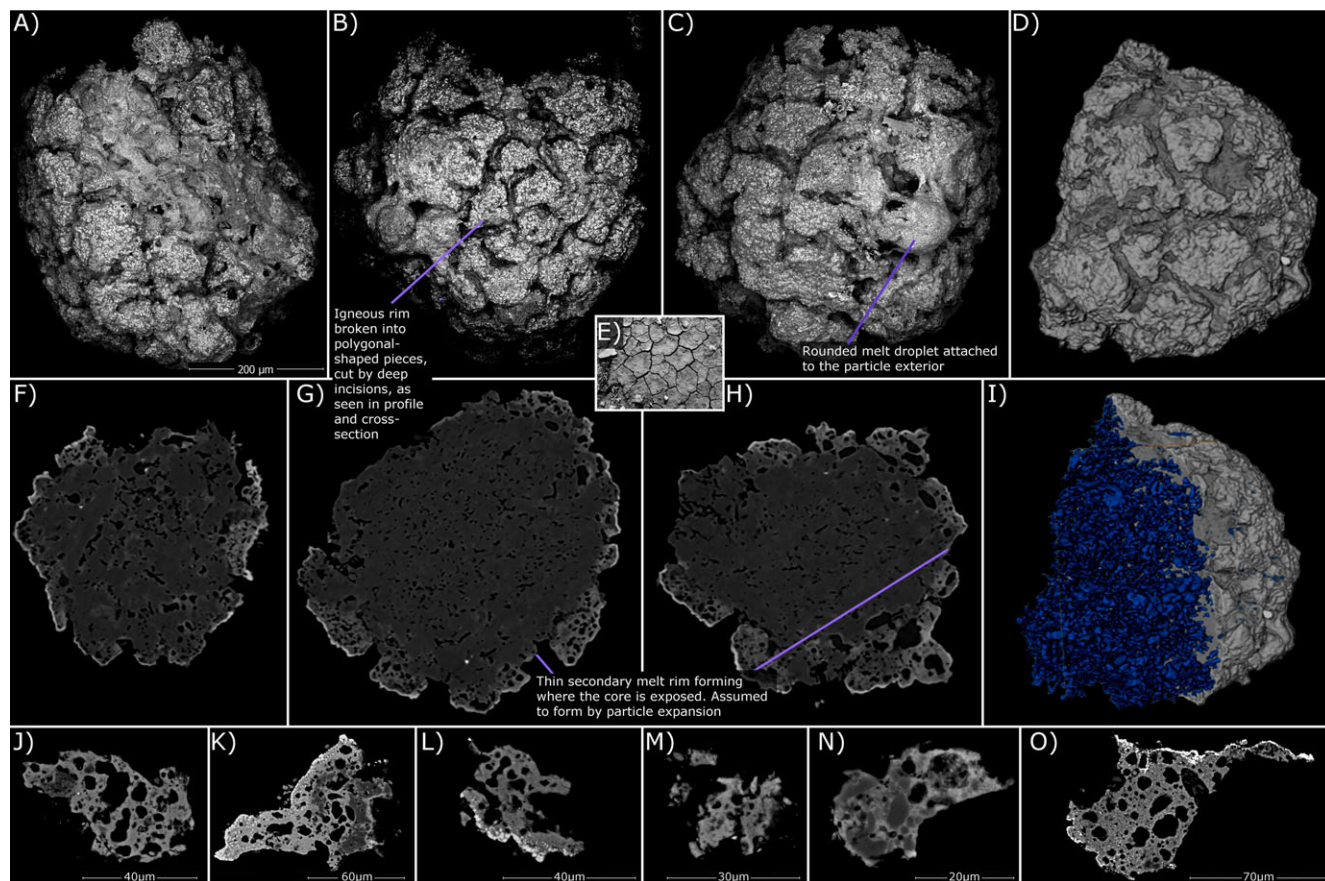 A)
B)
C)
D)
200 µm
Igneous rim
broken into
polygonal-
shaped pieces,
cut by deep
incisions, as
seen in profile
and cross-
section
E)
Rounded melt droplet attached
to the particle exterior
F)
G)
H)
I)
Thin secondary melt rim forming
where the core is exposed. Assumed
to form by particle expansion
J)
K)
L)
M)
N)
O)
40µm
60µm
40µm
30µm
20µm
70µm